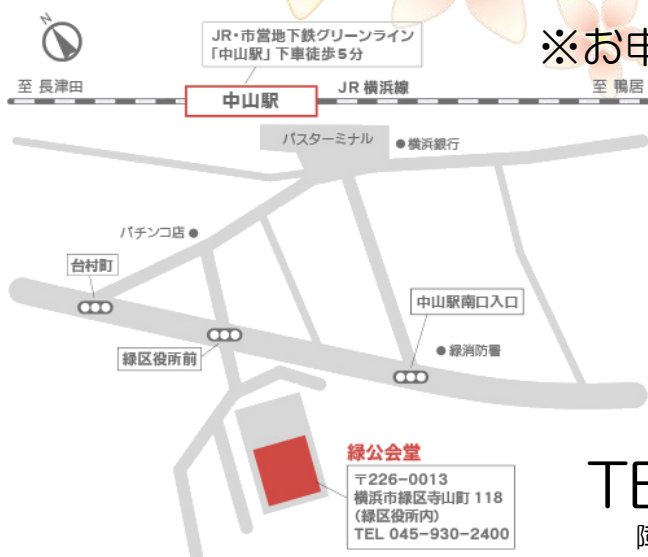 N
JR・市営地下鉄グリーンライン
「中山駅」下車徒歩5分
※お申
至 長津田
中山駅
JR 横浜線
至 鴨居
バスターミナル
●横浜銀行
パチンコ店●
台村町
中山駅南口入口
緑区役所前
●緑消防署
緑公会堂
〒226-0013
横浜市緑区寺山町 118
(緑区役所内)
TEL 045-930-2400
TE
障